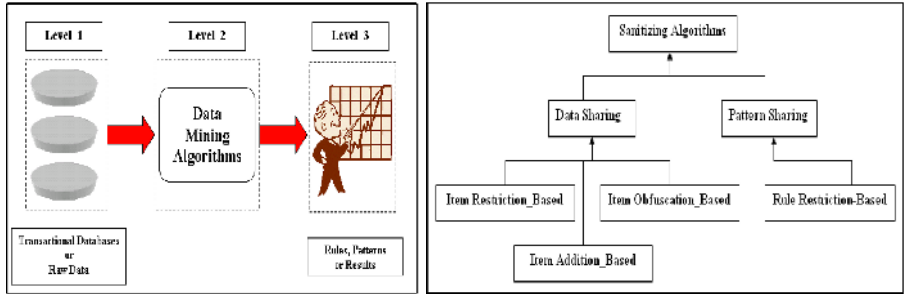 Level 1
Level 2
Level 3
Data
Mining
Algorithms
Transactional Databases
or
Raw Data
Rules, Patterns
or Results
Sanitizing Algorithms
Data Sharing
Pattern Sharing
Item Restriction_Based
Item Obfuscation_Based
Rule Restriction-Based
Item Addition_Based